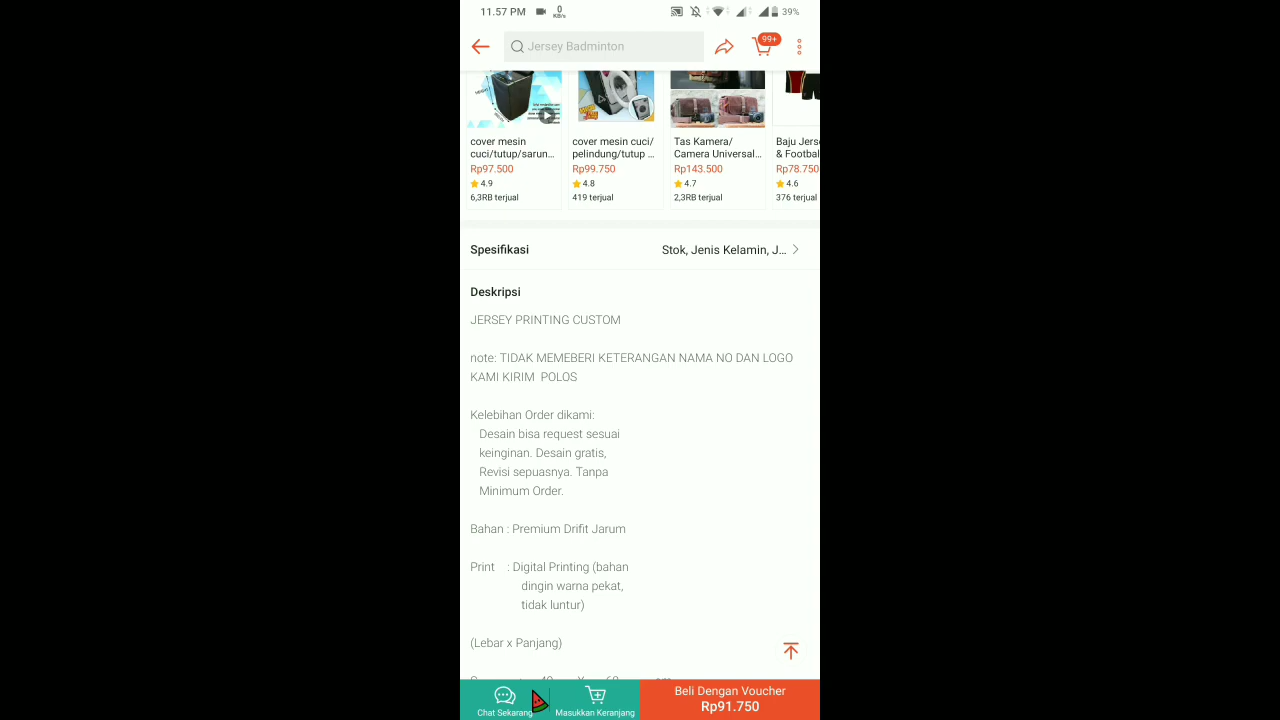 11.57 PM
0
KB/s
39%
Jersey Badminton
99+
cover mesin
cuci/tutup/sarun...
Rp97.500
4.9
6,3RB terjual
cover mesin cuci/
pelindung/tutup ...
Rp99.750
4.8
419 terjual
Tas Kamera/
Camera Universal...
Rp143.500
4.7
2,3RB terjual
Baju Jers
& Footbal
Rp78.750
4.6
376 terjual
Spesifikasi
Stok, Jenis Kelamin, J...
Deskripsi
JERSEY PRINTING CUSTOM
note: TIDAK MEMEBERI KETERANGAN NAMA NO DAN LOGO
KAMI KIRIM  POLOS
Kelebihan Order dikami:
Desain bisa request sesuai
keinginan. Desain gratis,
Revisi sepuasnya. Tanpa
Minimum Order.
Bahan : Premium Drifit Jarum
Print    : Digital Printing (bahan
dingin warna pekat,
tidak luntur)
(Lebar x Panjang)
Chat Sekarang
Masukkan Keranjang
Beli Dengan Voucher
Rp91.750